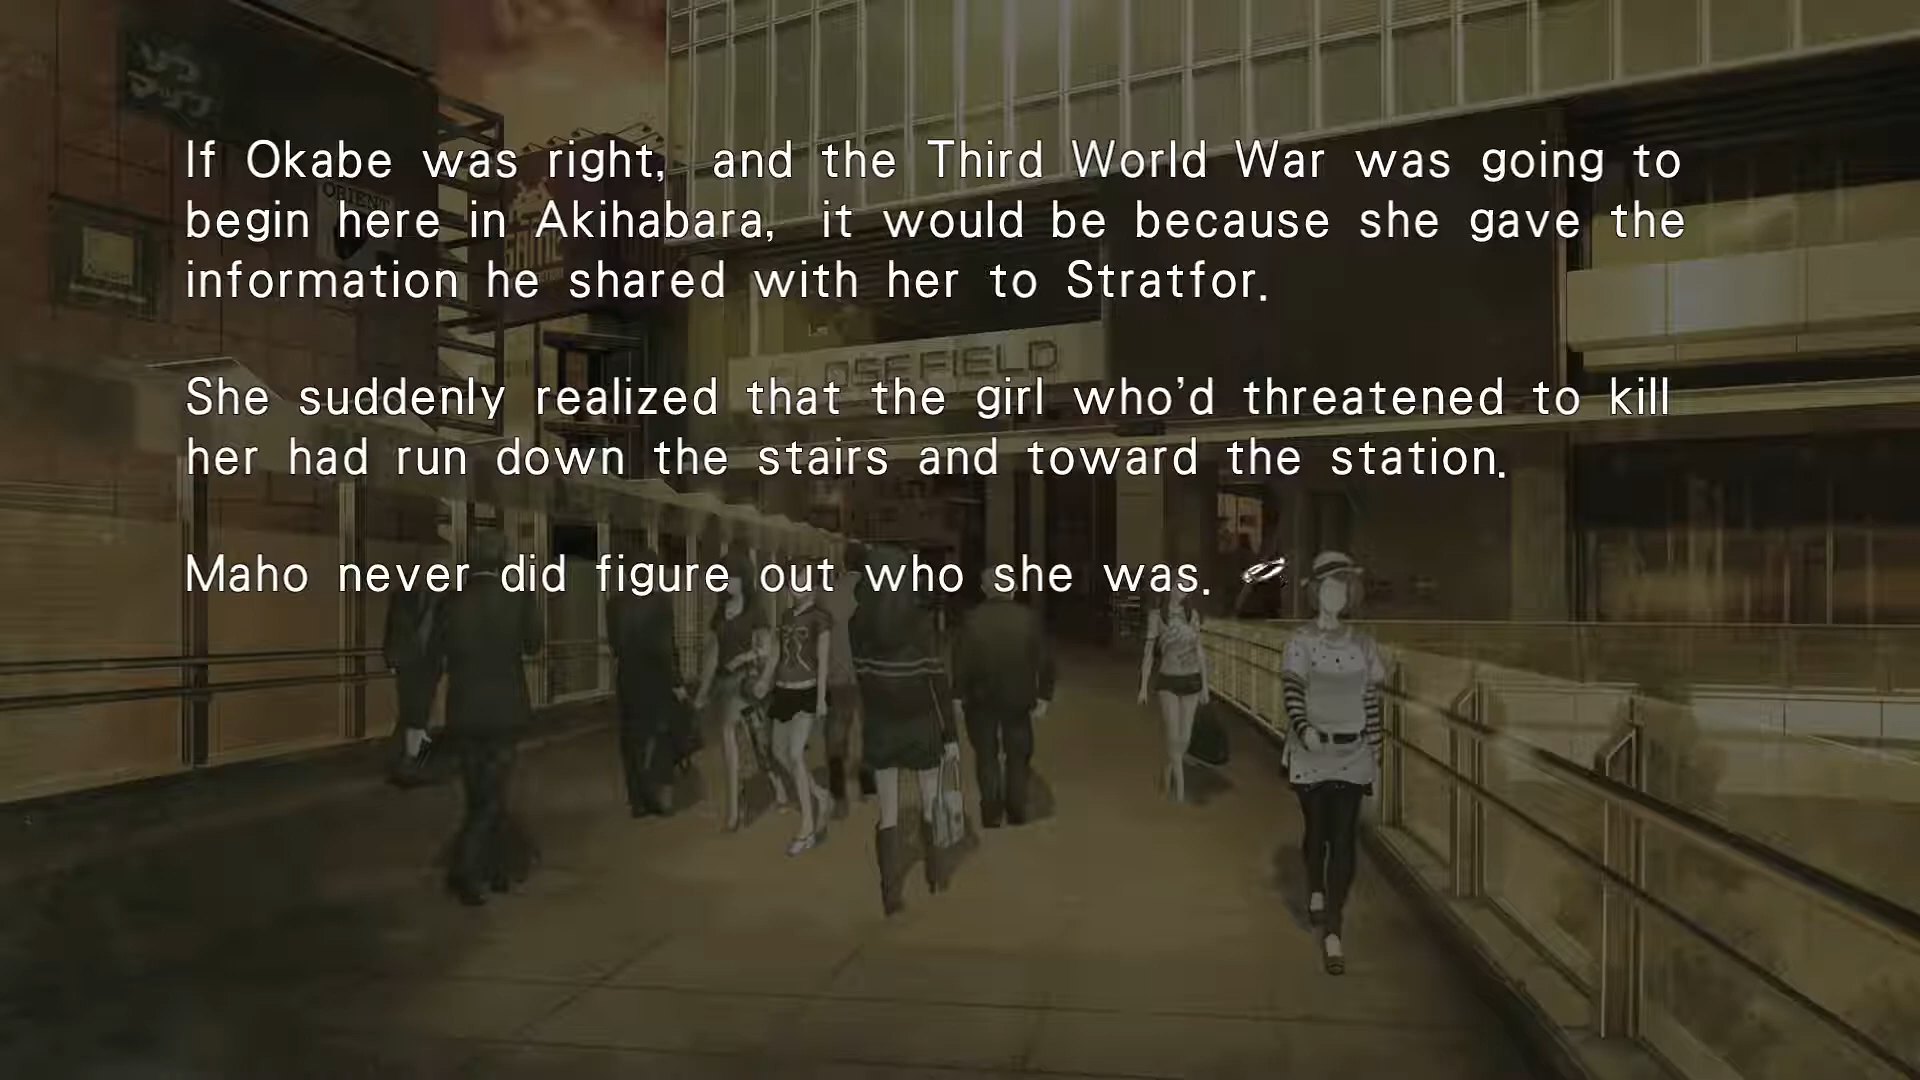 If Okabe was right, and the Third World War was going to
begin here in Akihabara, it would be because she gave the
information he shared with her to Stratfor.
She suddenly realized that the girl who'd threatened to kill
her had run down the stairs and toward the station.
Maho never did figure out who she was.
ORIENT
GAME